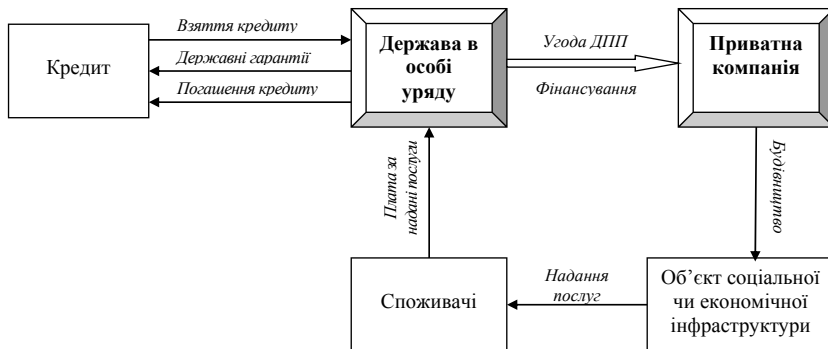 Кредит
Взяття кредиту
Державні гарантії
Погашення кредиту
Держава в
особі
уряду
Угода ДПП
Фінансування
Приватна
компанія
Плата за
надані послуги
Будівництво
Споживачі
Надання
послуг
Об’єкт соціальної
чи економічної
інфраструктури